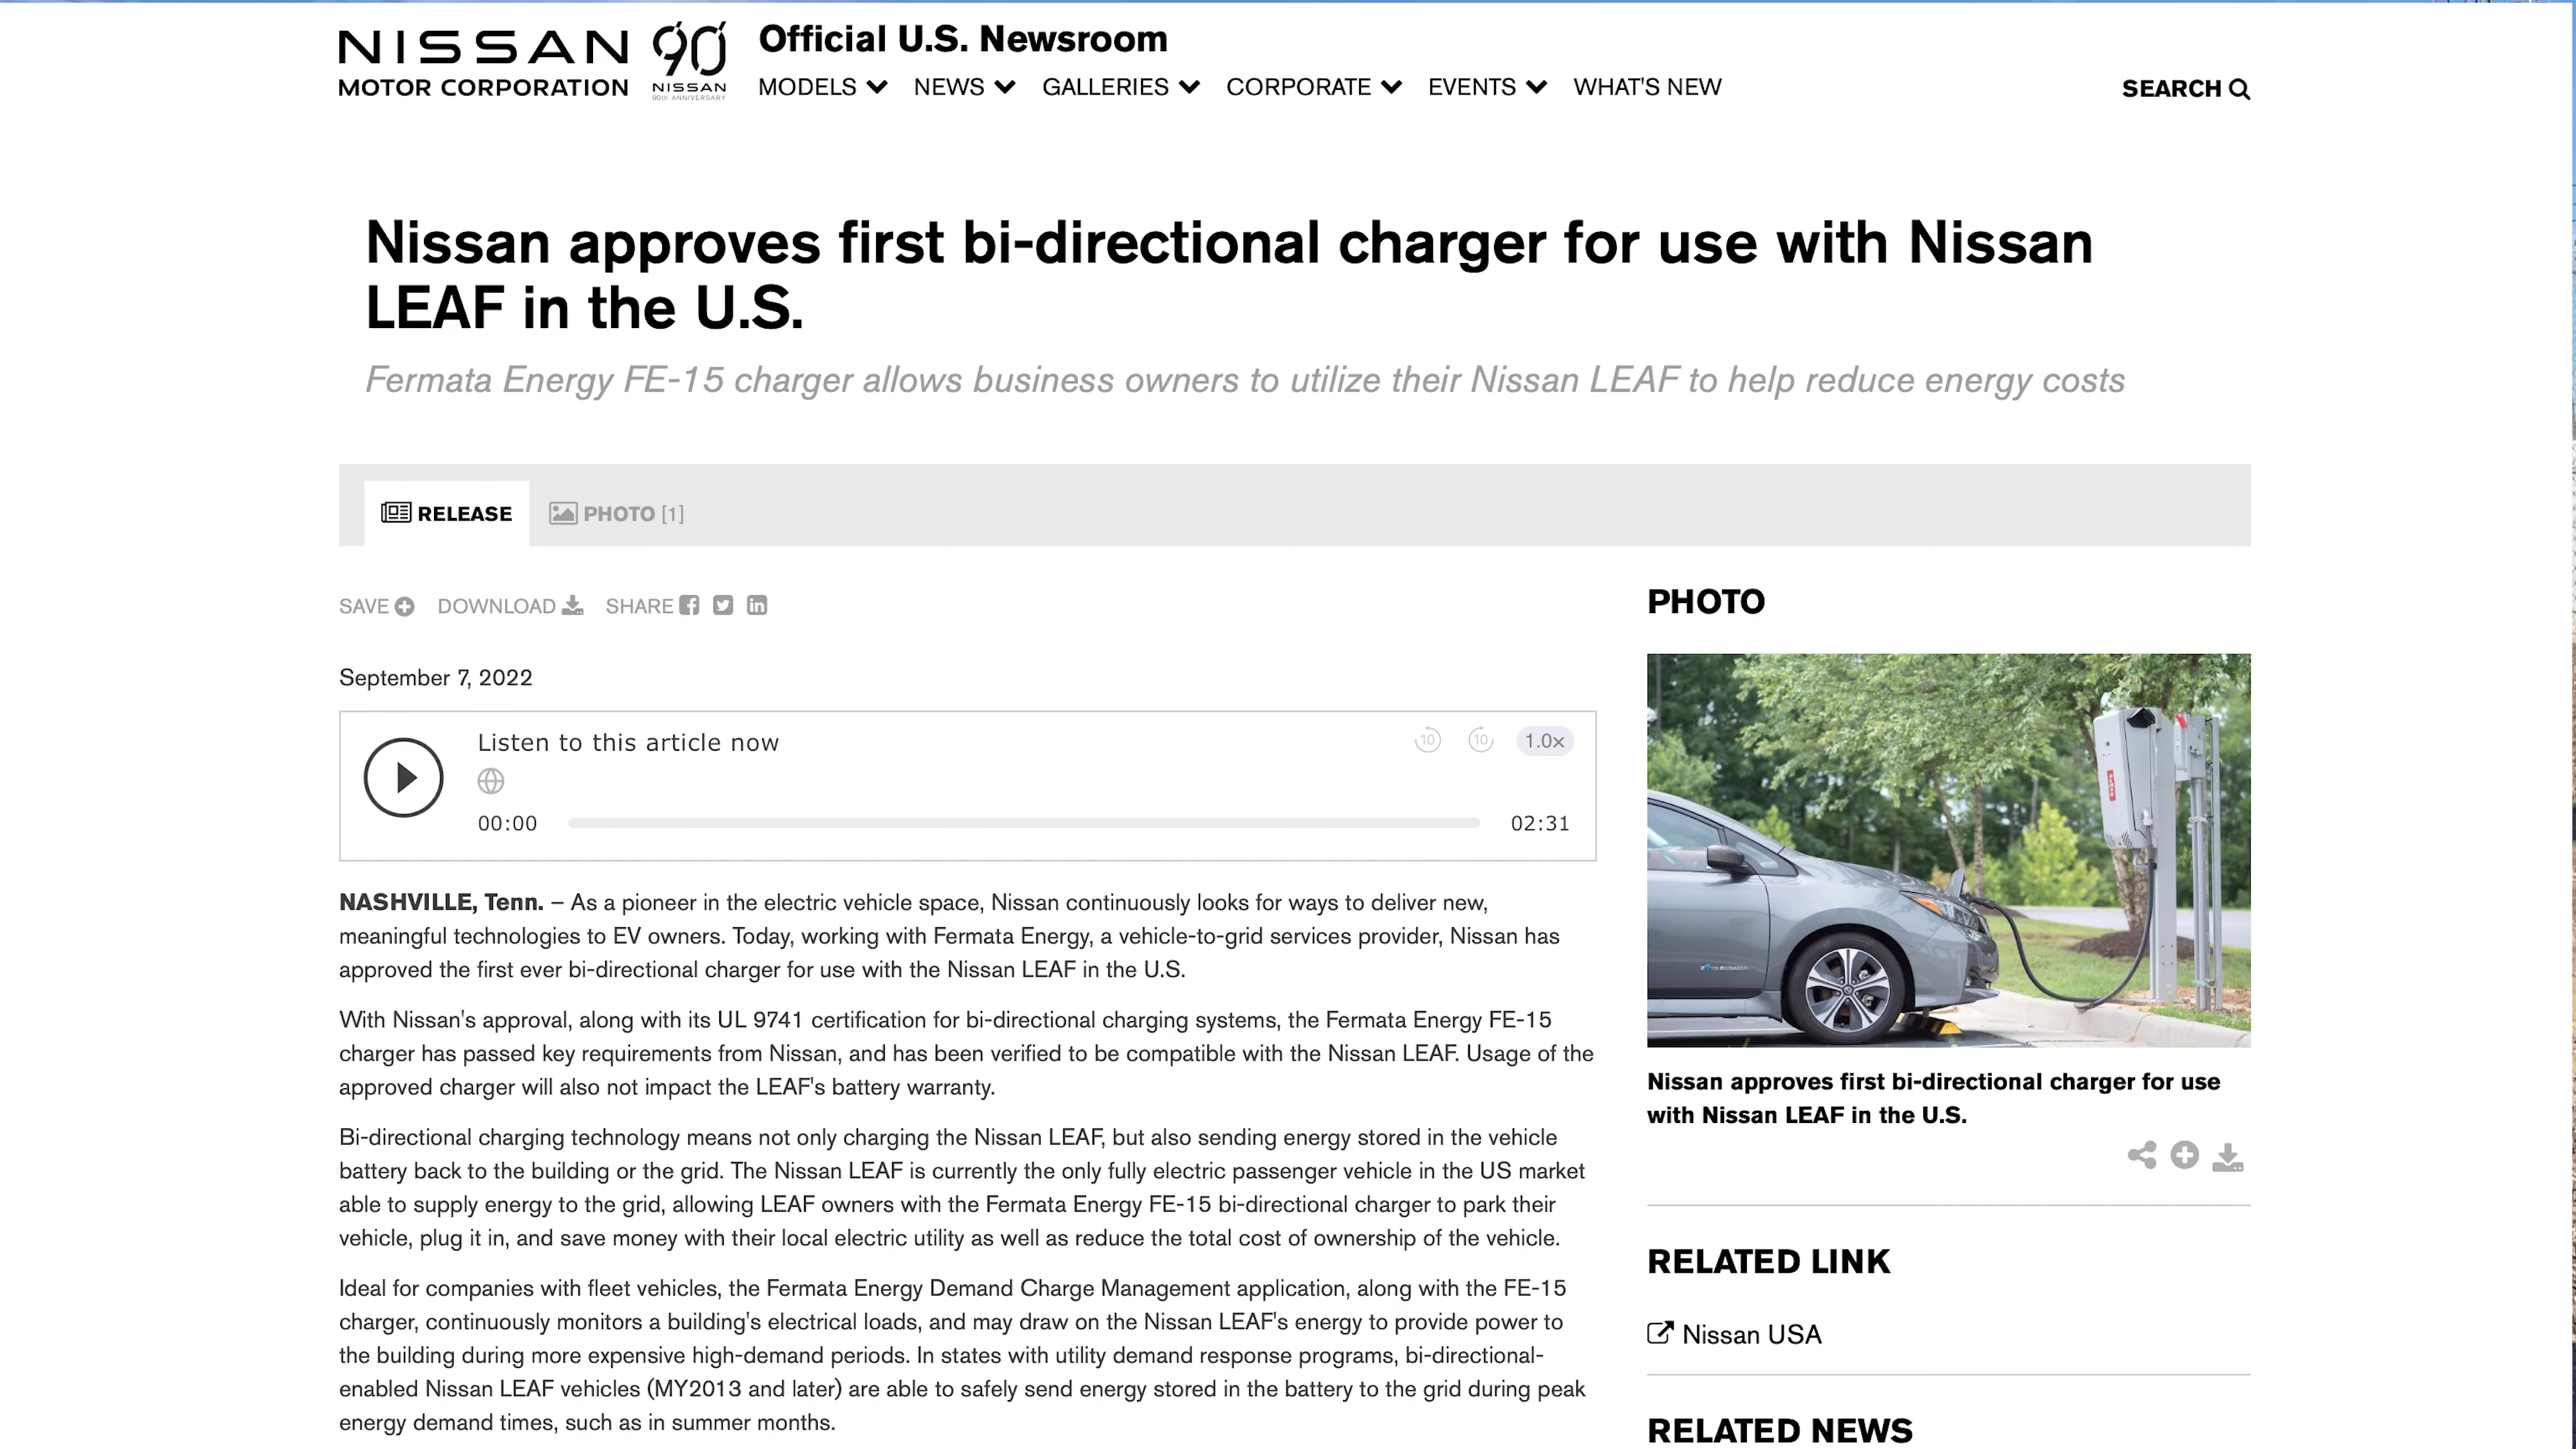 NISSAN
MOTOR CORPORATION
90
NISSAN
90th ANNIVERSARY
Official U.S. Newsroom
MODELS NEWS GALLERIES CORPORATE EVENTS WHAT'S NEW
SEARCH
Nissan approves first bi-directional charger for use with Nissan
LEAF in the U.S.
Fermata Energy FE-15 charger allows business owners to utilize their Nissan LEAF to help reduce energy costs
RELEASE PHOTO [1]
SAVE DOWNLOAD SHARE
September 7, 2022
Listen to this article now
10 10 1.0x
00:00 02:31
NASHVILLE, Tenn. – As a pioneer in the electric vehicle space, Nissan continuously looks for ways to deliver new,
meaningful technologies to EV owners. Today, working with Fermata Energy, a vehicle-to-grid services provider, Nissan has
approved the first ever bi-directional charger for use with the Nissan LEAF in the U.S.
With Nissan's approval, along with its UL 9741 certification for bi-directional charging systems, the Fermata Energy FE-15
charger has passed key requirements from Nissan, and has been verified to be compatible with the Nissan LEAF. Usage of the
approved charger will also not impact the LEAF's battery warranty.
Bi-directional charging technology means not only charging the Nissan LEAF, but also sending energy stored in the vehicle
battery back to the building or the grid. The Nissan LEAF is currently the only fully electric passenger vehicle in the US market
able to supply energy to the grid, allowing LEAF owners with the Fermata Energy FE-15 bi-directional charger to park their
vehicle, plug it in, and save money with their local electric utility as well as reduce the total cost of ownership of the vehicle.
Ideal for companies with fleet vehicles, the Fermata Energy Demand Charge Management application, along with the FE-15
charger, continuously monitors a building's electrical loads, and may draw on the Nissan LEAF's energy to provide power to
the building during more expensive high-demand periods. In states with utility demand response programs, bi-directional-
enabled Nissan LEAF vehicles (MY2013 and later) are able to safely send energy stored in the battery to the grid during peak
energy demand times, such as in summer months.
PHOTO
Zero Emission
Nissan approves first bi-directional charger for use
with Nissan LEAF in the U.S.
RELATED LINK
Nissan USA
RELATED NEWS